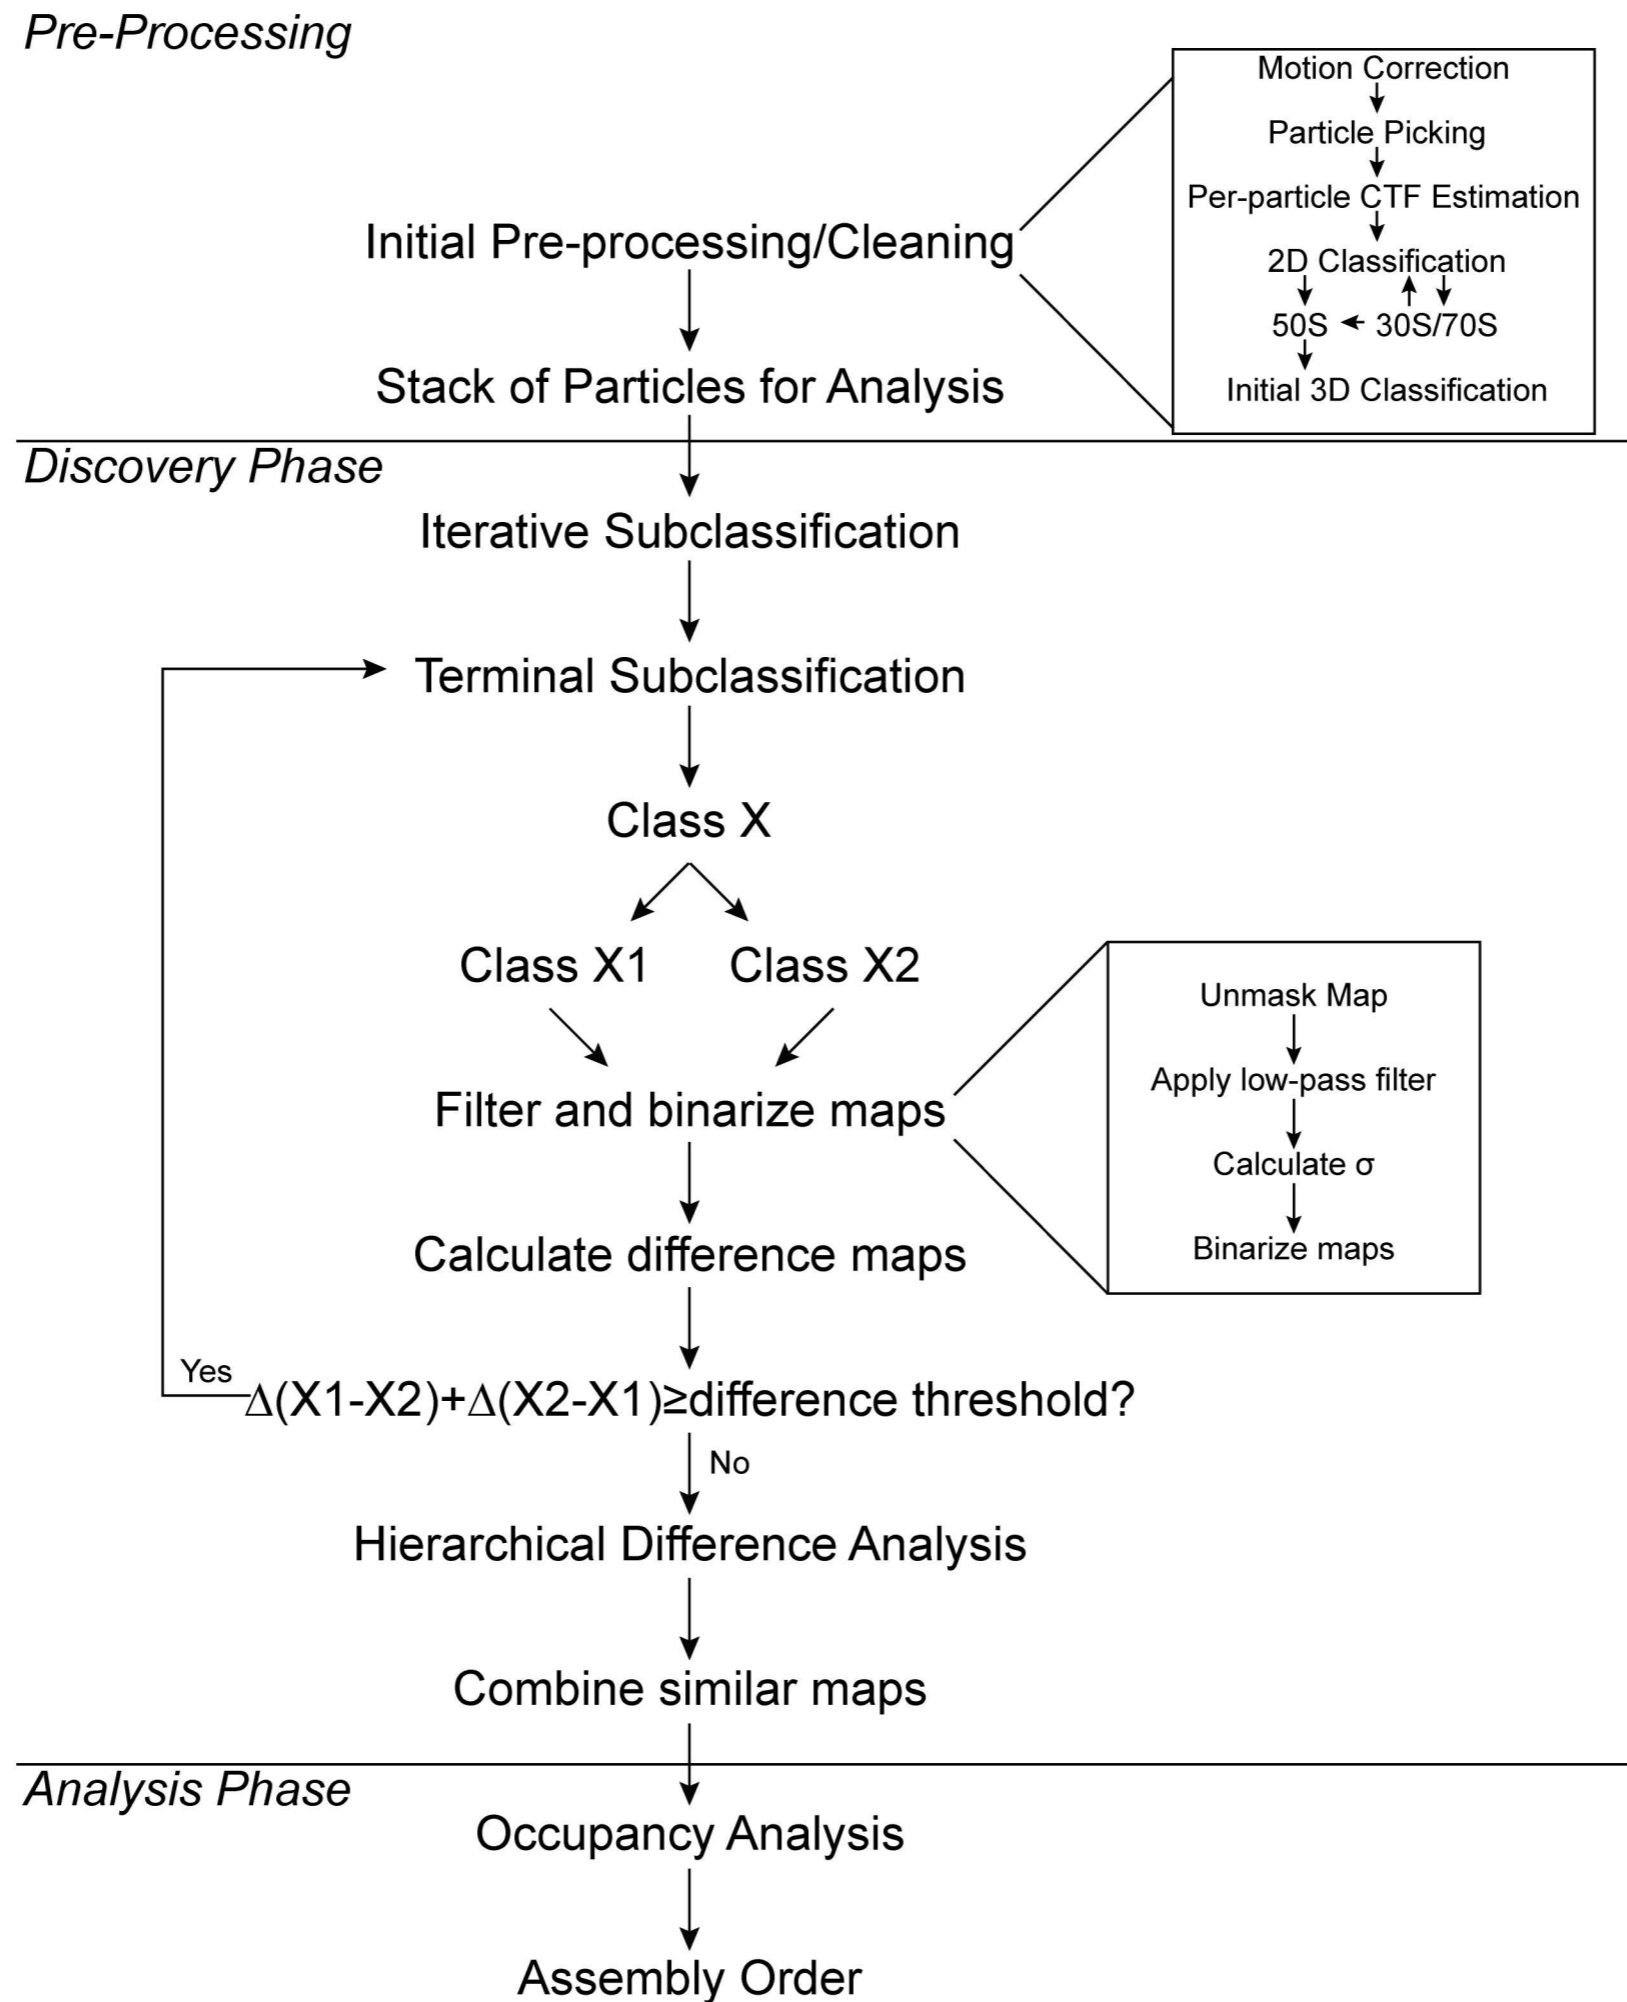 Pre-Processing
Motion Correction
Particle Picking
Per-particle CTF Estimation
2D Classification
50S
30S/70S
Initial 3D Classification
Initial Pre-processing/Cleaning
Stack of Particles for Analysis
Discovery Phase
Iterative Subclassification
Terminal Subclassification
Class X
Class X1
Class X2
Filter and binarize maps
Unmask Map
Apply low-pass filter
Calculate σ
Binarize maps
Calculate difference maps
Yes
Δ(X1-X2)+Δ(X2-X1)≥difference threshold?
No
Hierarchical Difference Analysis
Combine similar maps
Analysis Phase
Occupancy Analysis
Assembly Order